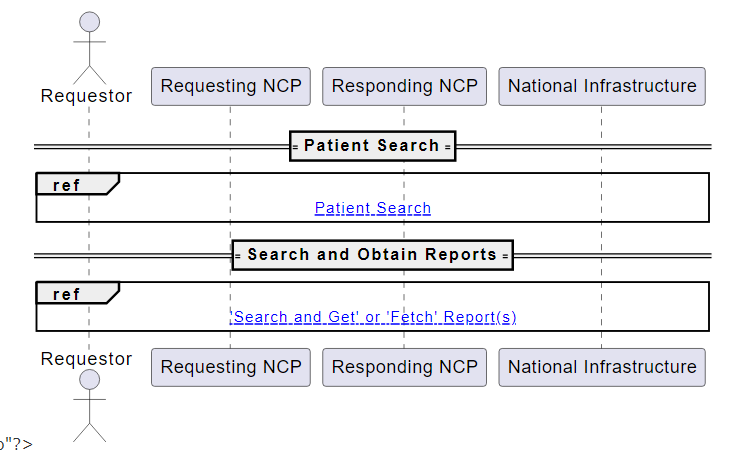 Requestor
Requesting NCP
Responding NCP
National Infrastructure
= Patient Search =
ref
Patient Search
= Search and Obtain Reports =
ref
'Search and Get' or 'Fetch' Report(s)
Requestor
Requesting NCP
Responding NCP
National Infrastructure
"?>